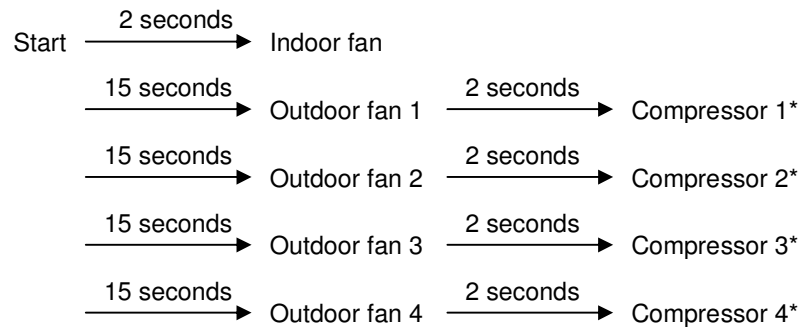 2 seconds
Start Indoor fan
15 seconds 2 seconds
Outdoor fan 1 Compressor 1*
15 seconds 2 seconds
Outdoor fan 2 Compressor 2*
15 seconds 2 seconds
Outdoor fan 3 Compressor 3*
15 seconds 2 seconds
Outdoor fan 4 Compressor 4*